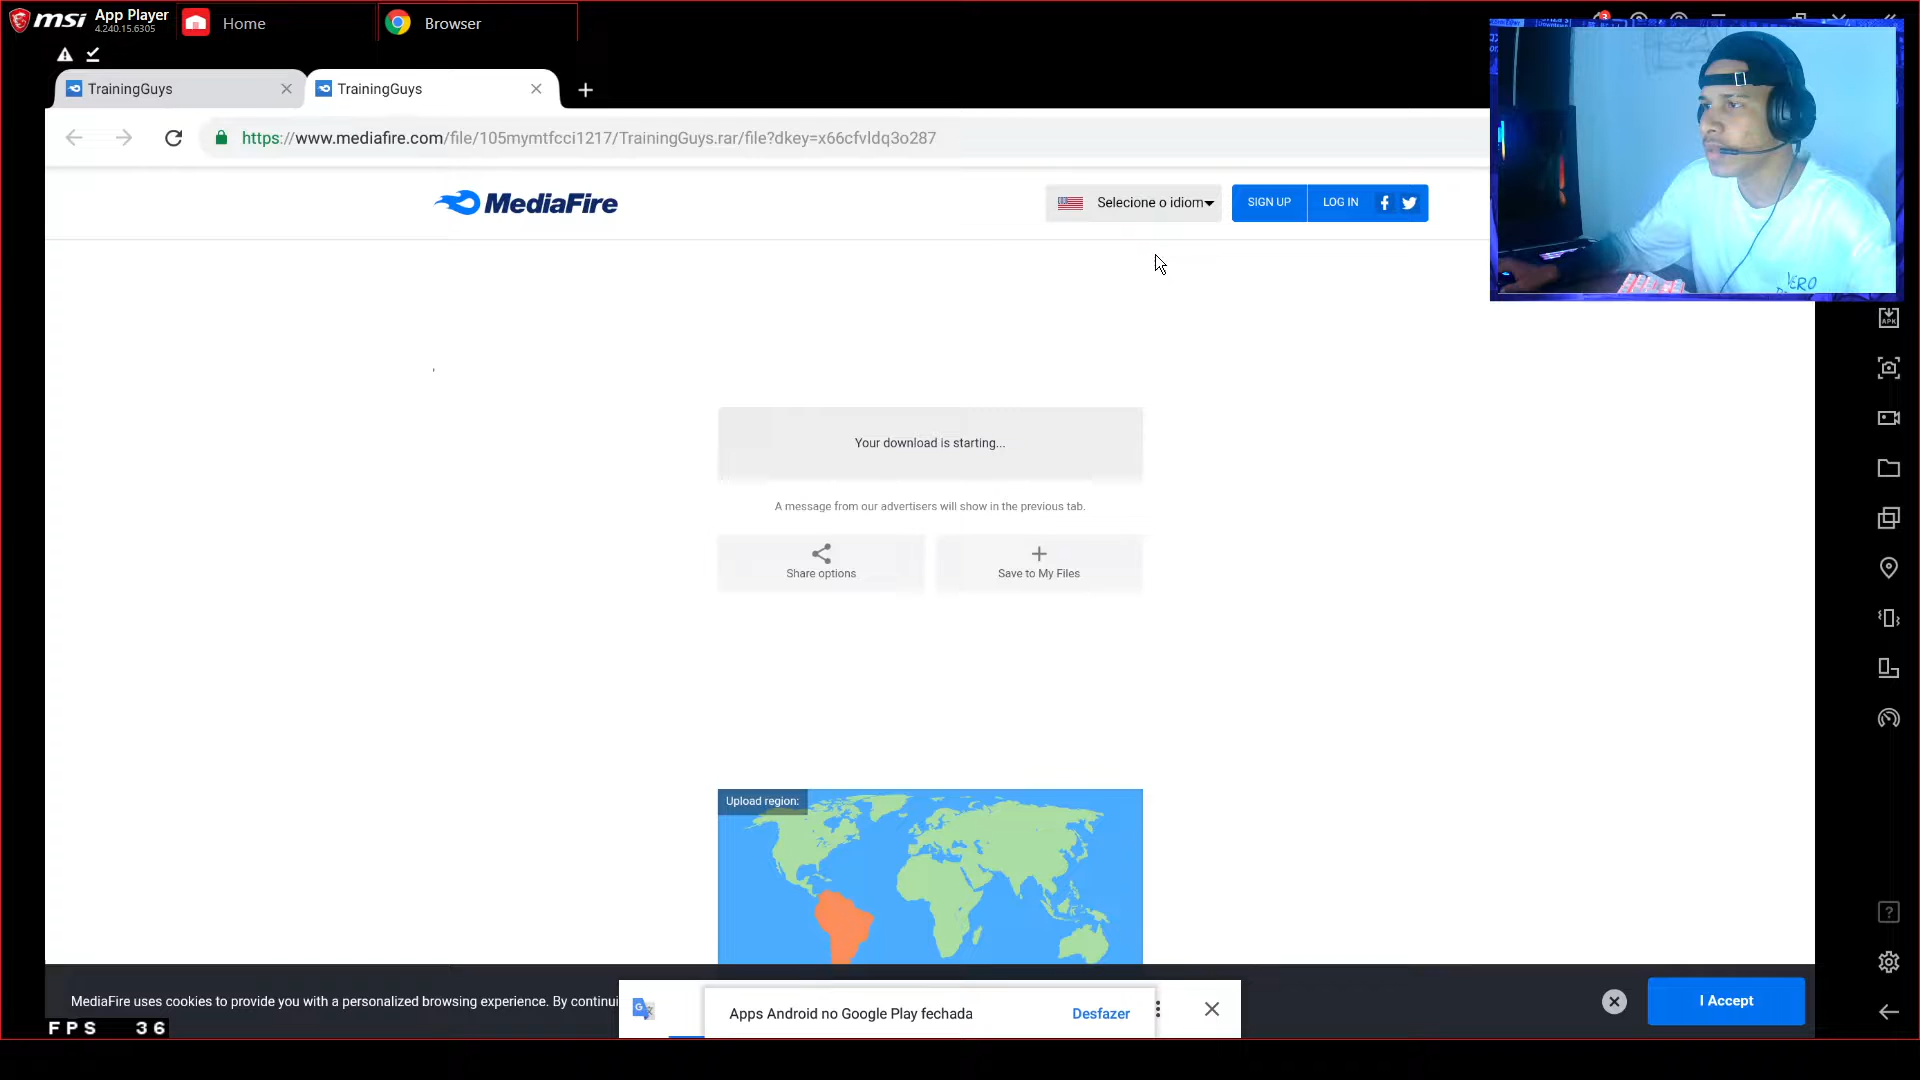 msi App Player
4.240.15.6305
Home
Browser
3
TrainingGuys
TrainingGuys
https://www.mediafire.com/file/105mymtfcci1217/TrainingGuys.rar/file?dkey=x66cfvldq3o287
MediaFire
Selecione o idiom
SIGN UP
LOG IN
Your download is starting...
A message from our advertisers will show in the previous tab.
Share options
Save to My Files
Upload region:
MediaFire uses cookies to provide you with a personalized browsing experience. By continui
Apps Android no Google Play fechada
Desfazer
I Accept
FPS 36
APK